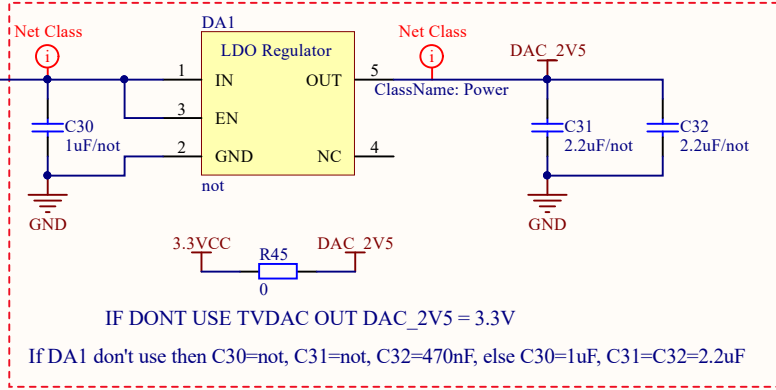 DA1
Net Class
i
LDO Regulator
Net Class
i
DAC_2V5
1
IN
OUT
5
ClassName: Power
3
EN
C30
1uF/not
C31
2.2uF/not
C32
2.2uF/not
2
GND
NC
4
not
GND
GND
3.3VCC
R45
DAC_2V5
0
IF DONT USE TVDAC OUT DAC_2V5 = 3.3V
If DA1 don't use then C30=not, C31=not, C32=470nF, else C30=1uF, C31=C32=2.2uF